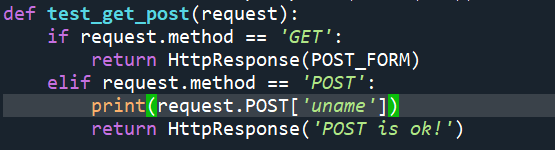 def test_get_post(request):
    if request.method == 'GET':
        return HttpResponse(POST_FORM)
    elif request.method == 'POST':
        print(request.POST['uname'])
        return HttpResponse('POST is ok!')